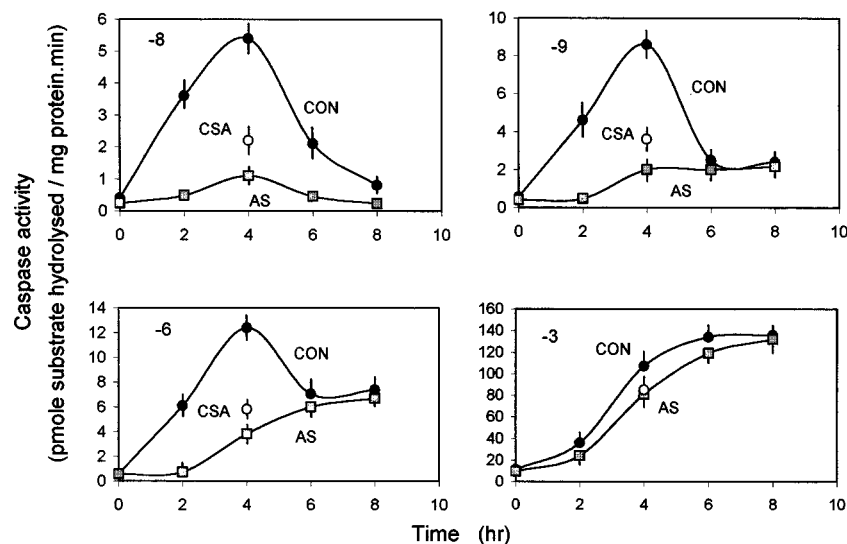 Caspase activity
(pmole substrate hydrolysed / mg protein.min)
-8
6
5
4
3
2
1
0
CON
CSA
AS
0 2 4 6 8 10
-9
10
8
6
4
2
0
CON
CSA
AS
0 2 4 6 8 10
-6
14
12
10
8
6
4
2
0
CON
CSA
AS
0 2 4 6 8 10
-3
160
140
120
100
80
60
40
20
0
CON
AS
0 2 4 6 8 10
Time (hr)